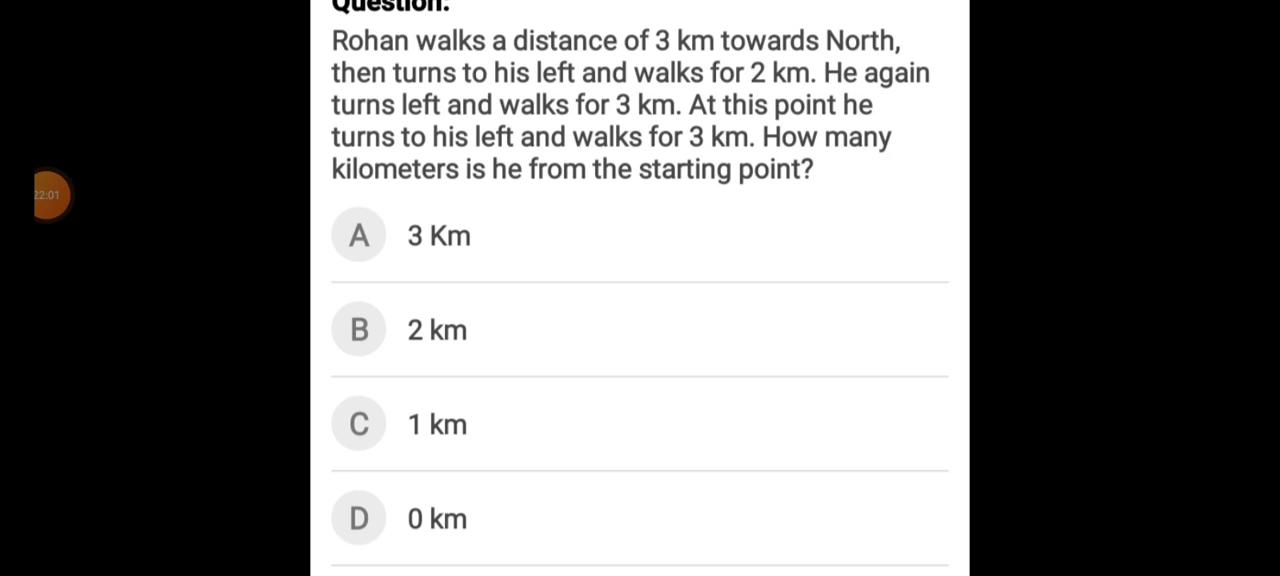 Question:
Rohan walks a distance of 3 km towards North,
then turns to his left and walks for 2 km. He again
turns left and walks for 3 km. At this point he
turns to his left and walks for 3 km. How many
kilometers is he from the starting point?
22:01
A 3 Km
B 2 km
C 1 km
D 0 km